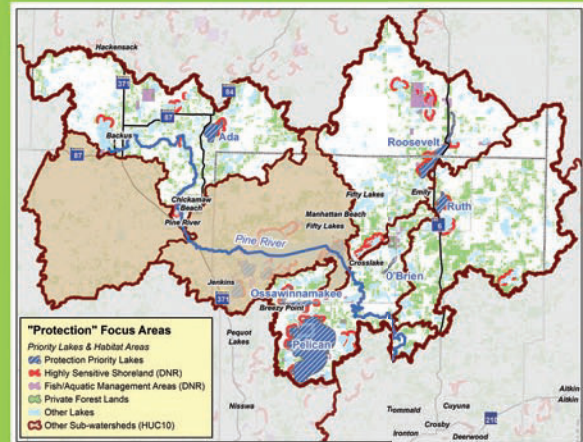 Hackensack
371
84
87
Ada
Backus
Roosevelt
87
Chickamaw
Beach
Fifty Lakes
Emily
Ruth
Manhattan Beach
Pine River
Fifty Lakes
6
Pine River
Crosslake
O'Brien
Jenkins
Ossawinnamakee
371
Breezy Point
Pequot
Lakes
Pelican
"Protection" Focus Areas
Priority Lakes & Habitat Areas
Protection Priority Lakes
Highly Sensitive Shoreland (DNR)
Fish/Aquatic Management Areas (DNR)
Private Forest Lands
Other Lakes
Other Sub-watersheds (HUC10)
Nisswa
Trommald
Cuyuna
Aitkin
Aitkin
Crosby
210
Ironton
Deerwood